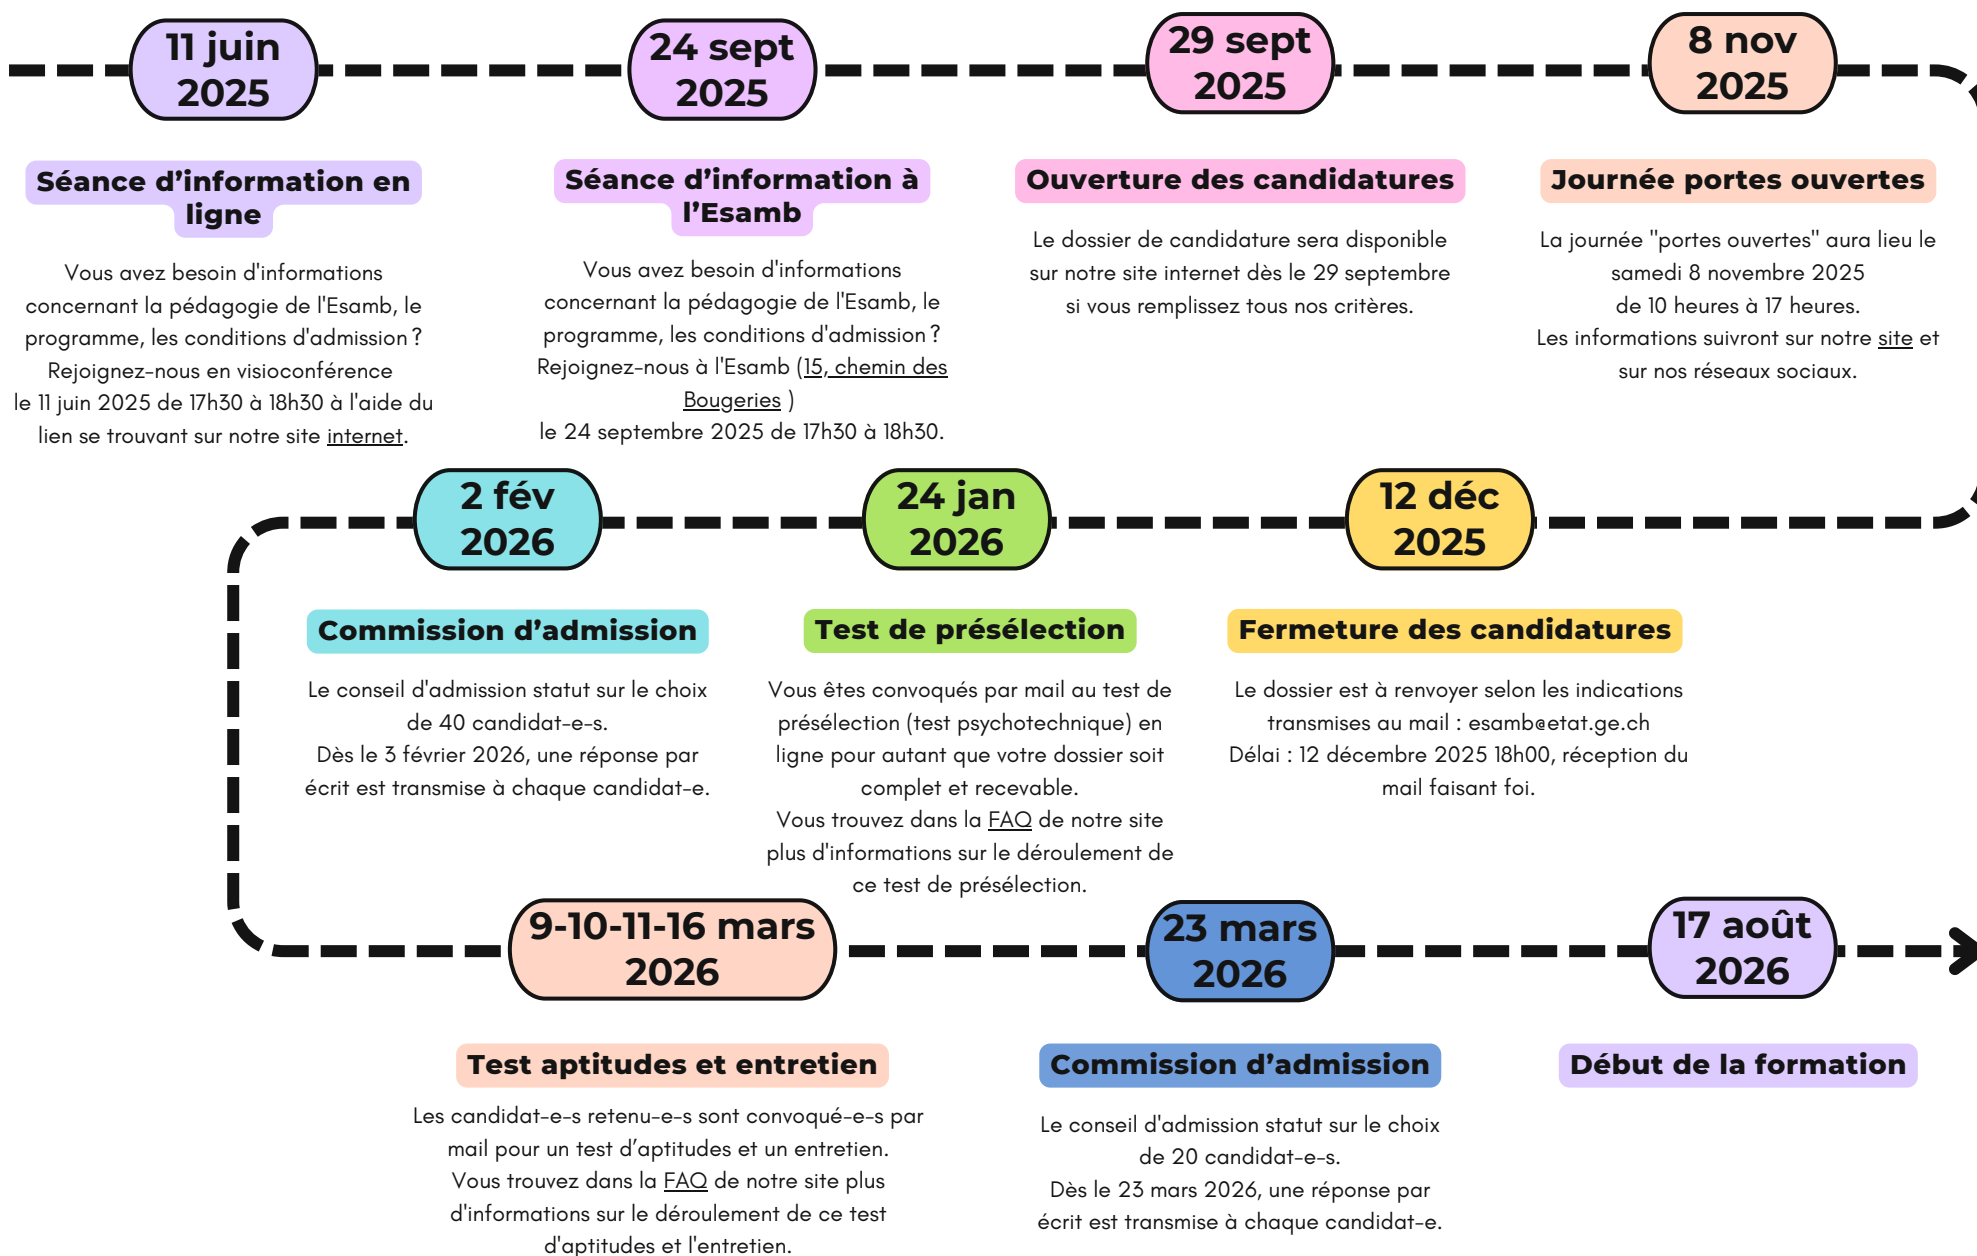 11 juin
2025
Séance d’information en
ligne
Vous avez besoin d'informations
concernant la pédagogie de l'Esamb, le
programme, les conditions d'admission ?
Rejoignez-nous en visioconférence
le 11 juin 2025 de 17h30 à 18h30 à l'aide du
lien se trouvant sur notre site internet.
24 sept
2025
Séance d’information à
l’Esamb
Vous avez besoin d'informations
concernant la pédagogie de l'Esamb, le
programme, les conditions d'admission ?
Rejoignez-nous à l'Esamb (15, chemin des
Bougeries )
le 24 septembre 2025 de 17h30 à 18h30.
29 sept
2025
Ouverture des candidatures
Le dossier de candidature sera disponible
sur notre site internet dès le 29 septembre
si vous remplissez tous nos critères.
8 nov
2025
Journée portes ouvertes
La journée "portes ouvertes" aura lieu le
samedi 8 novembre 2025
de 10 heures à 17 heures.
Les informations suivront sur notre site et
sur nos réseaux sociaux.
12 déc
2025
Fermeture des candidatures
Le dossier est à renvoyer selon les indications
transmises au mail : esamb@etat.ge.ch
Délai : 12 décembre 2025 18h00, réception du
mail faisant foi.
24 jan
2026
Test de présélection
Vous êtes convoqués par mail au test de
présélection (test psychotechnique) en
ligne pour autant que votre dossier soit
complet et recevable.
Vous trouvez dans la FAQ de notre site
plus d'informations sur le déroulement de
ce test de présélection.
2 fév
2026
Commission d’admission
Le conseil d'admission statut sur le choix
de 40 candidat-e-s.
Dès le 3 février 2026, une réponse par
écrit est transmise à chaque candidat-e.
9-10-11-16 mars
2026
Test aptitudes et entretien
Les candidat-e-s retenu-e-s sont convoqué-e-s par
mail pour un test d’aptitudes et un entretien.
Vous trouvez dans la FAQ de notre site plus
d'informations sur le déroulement de ce test
d'aptitudes et l'entretien.
23 mars
2026
Commission d’admission
Le conseil d'admission statut sur le choix
de 20 candidat-e-s.
Dès le 23 mars 2026, une réponse par
écrit est transmise à chaque candidat-e.
17 août
2026
Début de la formation